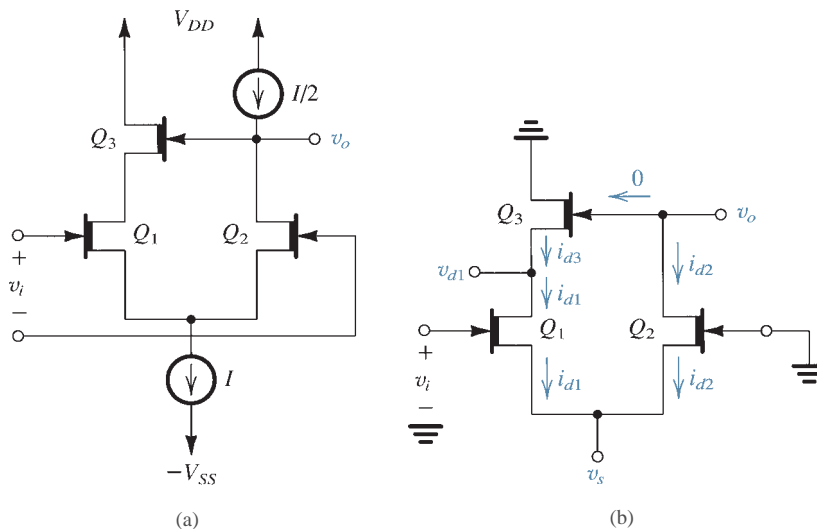 V_DD
I/2
Q_3
v_o
Q_1
Q_2
+
v_i
−
I
−V_SS
(a)
0
Q_3
v_o
i_d3
v_d1
i_d1
i_d2
Q_1
Q_2
+
v_i
−
i_d1
i_d2
v_s
(b)